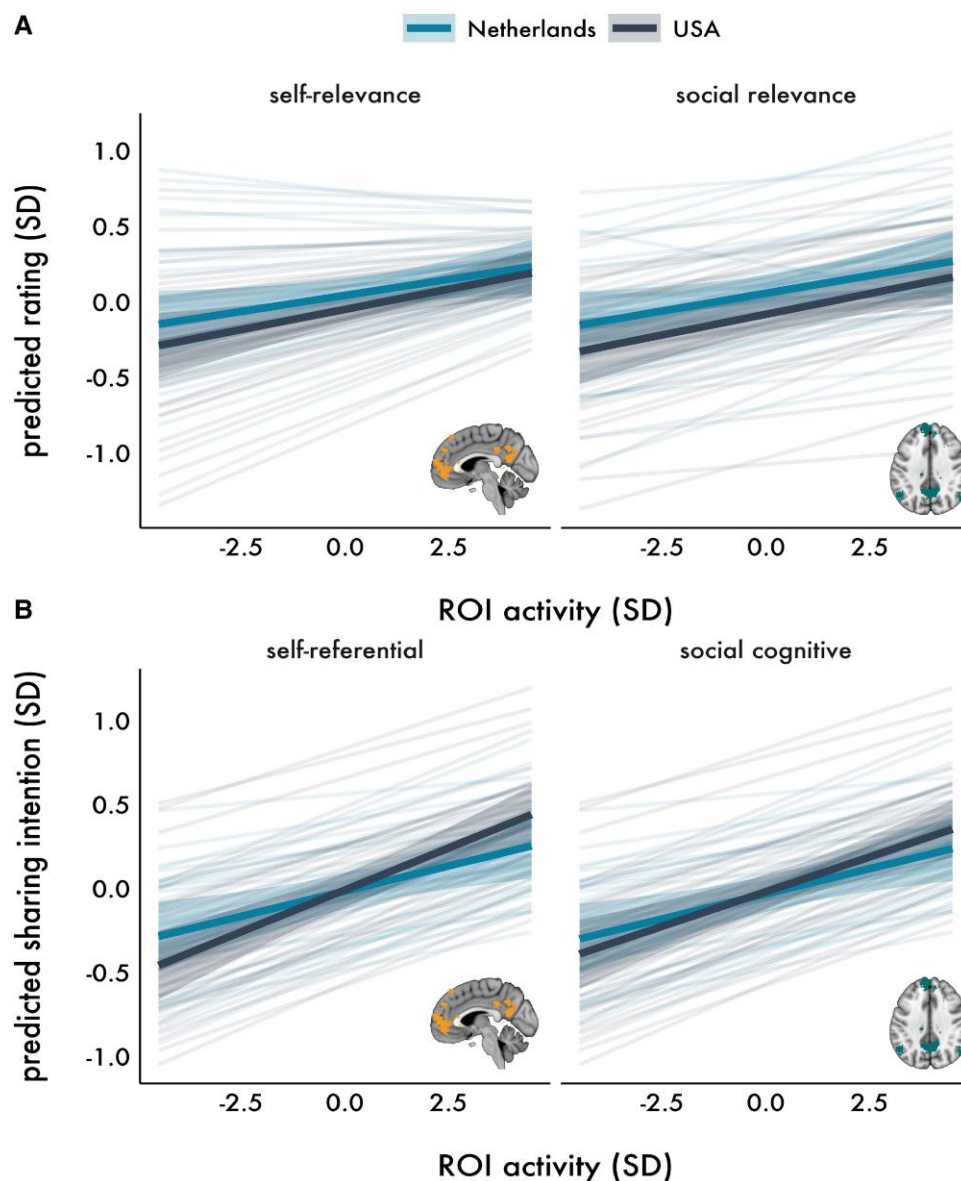 A
Netherlands USA
self-relevance social relevance
predicted rating (SD)
1.0
0.5
0.0
-0.5
-1.0
-2.5 0.0 2.5 -2.5 0.0 2.5
ROI activity (SD)
B
self-referential social cognitive
predicted sharing intention (SD)
1.0
0.5
0.0
-0.5
-1.0
-2.5 0.0 2.5 -2.5 0.0 2.5
ROI activity (SD)